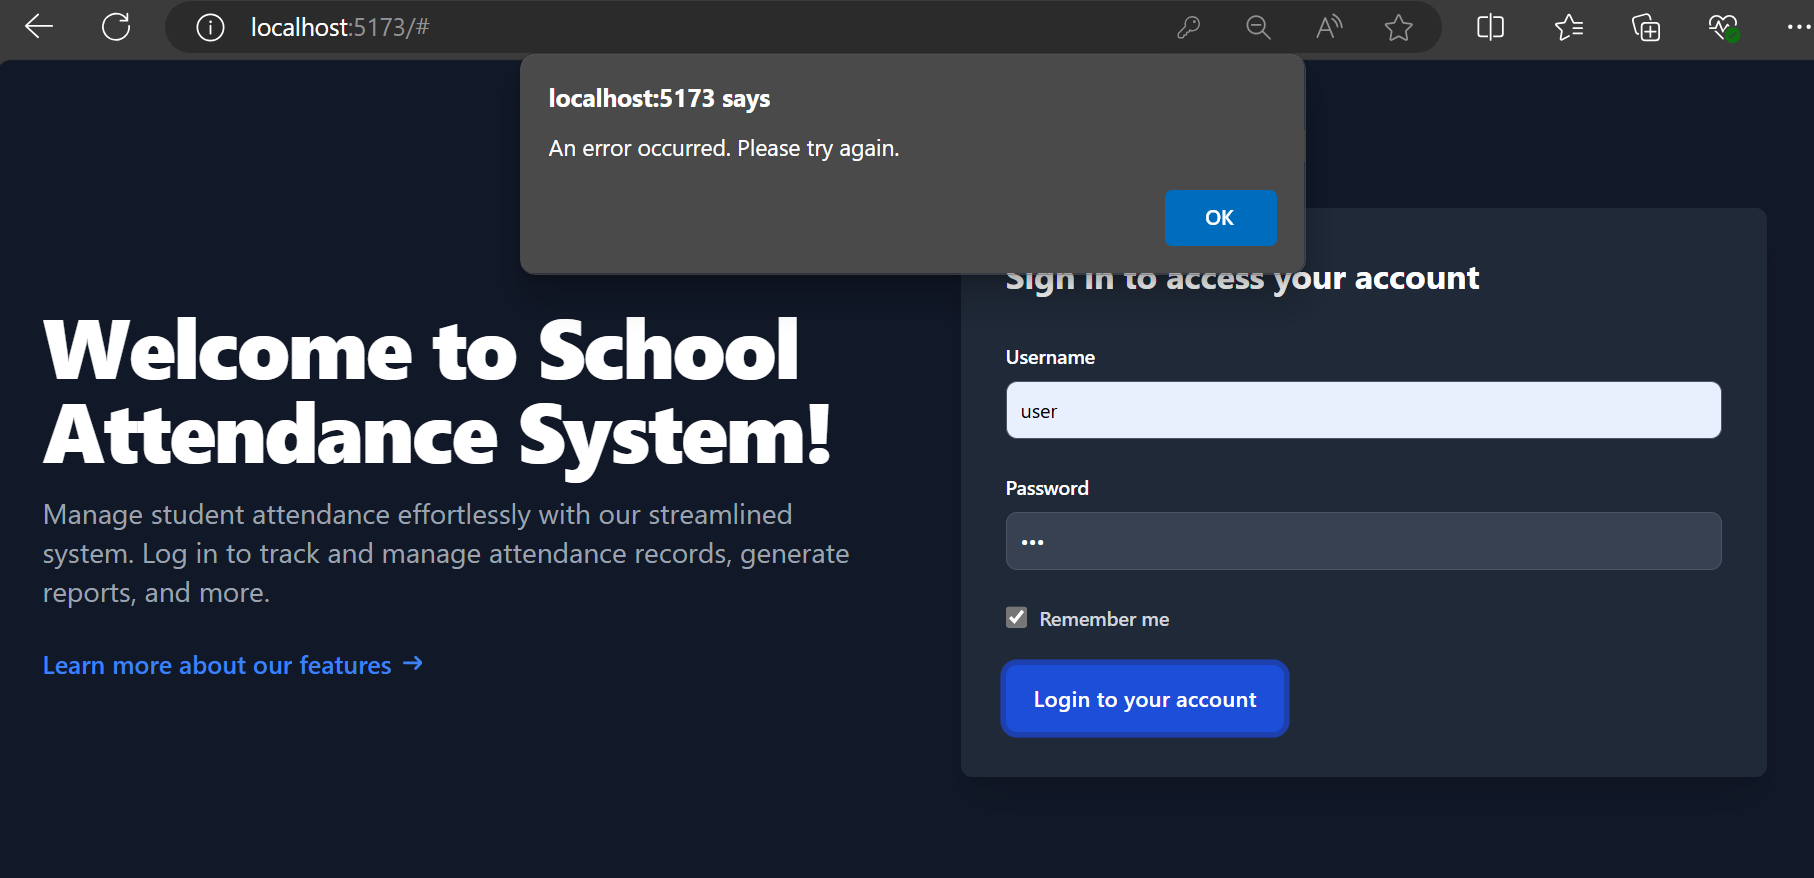 localhost:5173/#
localhost:5173 says
An error occurred. Please try again.
OK
Welcome to School
Attendance System!
Manage student attendance effortlessly with our streamlined
system. Log in to track and manage attendance records, generate
reports, and more.
Learn more about our features →
Sign in to access your account
Username
user
Password
•••
Remember me
Login to your account